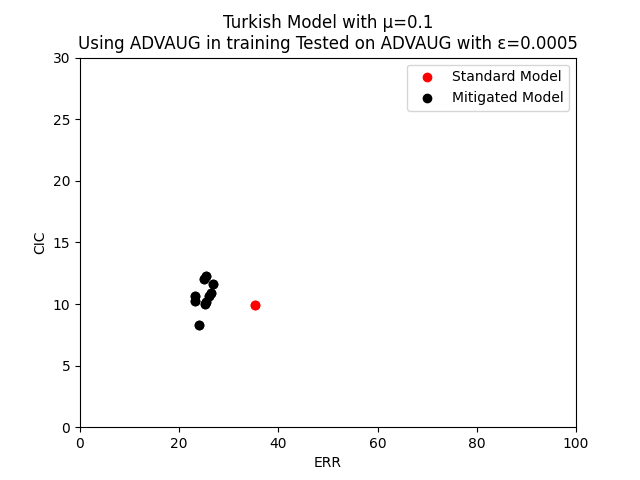 Turkish Model with μ=0.1
Using ADVAUG in training Tested on ADVAUG with ε=0.0005
Standard Model
Mitigated Model
30
25
20
15
10
5
0
CIC
0 20 40 60 80 100
ERR